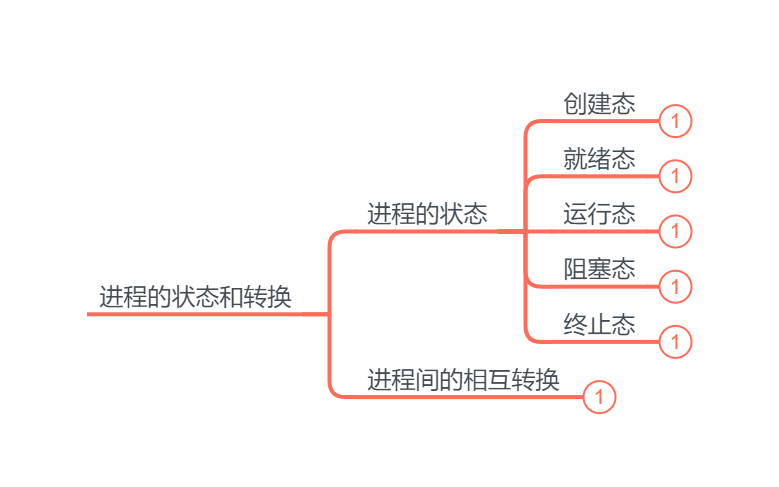 进程的状态和转换
进程的状态
创建态
1
就绪态
1
运行态
1
阻塞态
1
终止态
1
进程间的相互转换
1